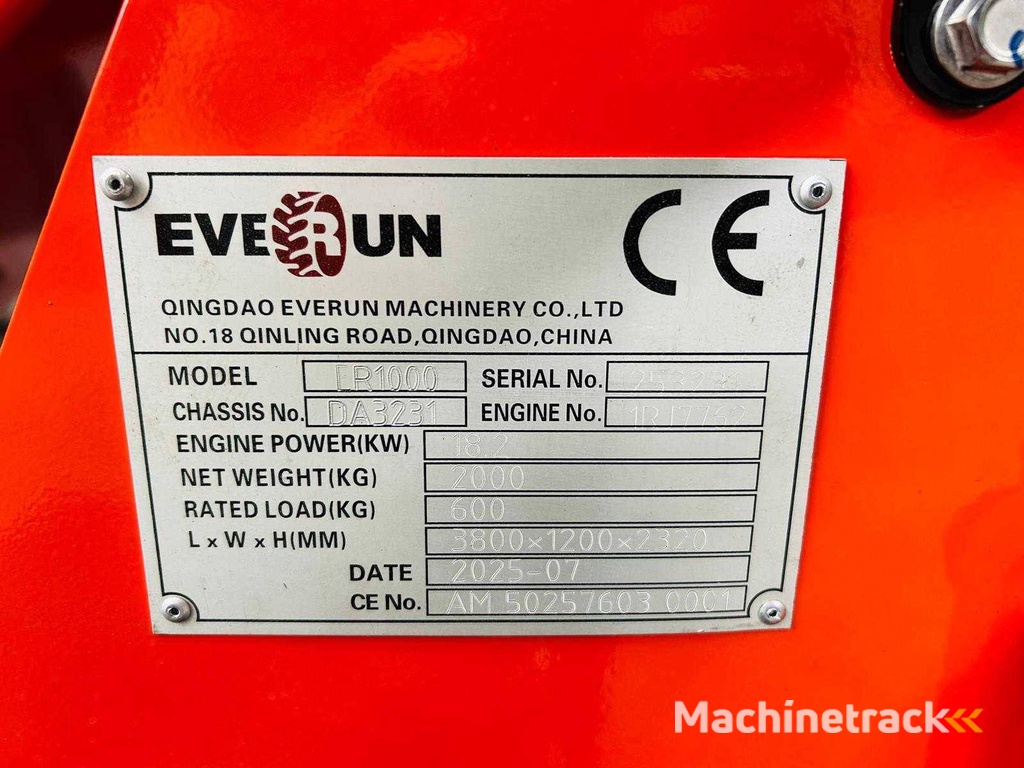 EVERUN CE
QINGDAO EVERUN MACHINERY CO.,LTD
NO.18 QINLING ROAD,QINGDAO,CHINA
MODEL ER1000 SERIAL No.
CHASSIS No. DA3231 ENGINE No.
ENGINE POWER(KW) 18.2
NET WEIGHT(KG) 2000
RATED LOAD(KG) 600
L x W x H(MM) 3800×1200×2320
DATE 2025-07
CE No. AM 50257603 0001
Machinetrack